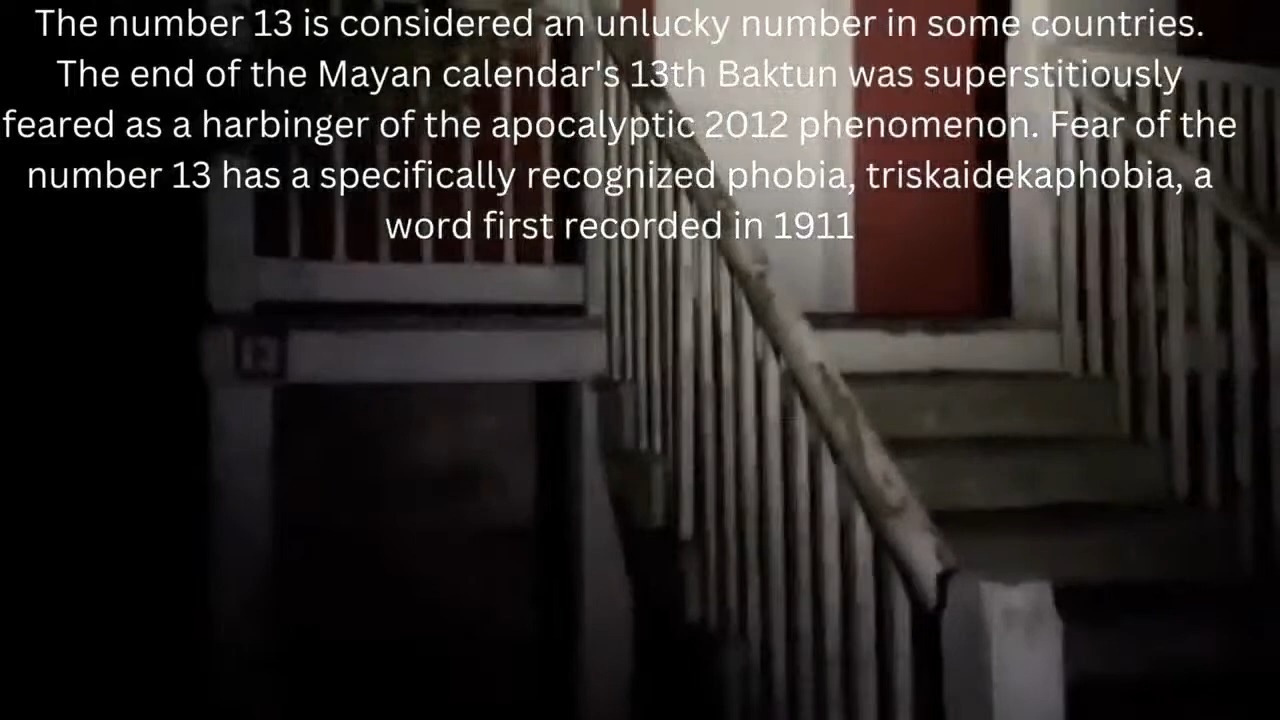 The number 13 is considered an unlucky number in some countries.
The end of the Mayan calendar's 13th Baktun was superstitiously
feared as a harbinger of the apocalyptic 2012 phenomenon. Fear of the
number 13 has a specifically recognized phobia, triskaidekaphobia, a
word first recorded in 1911